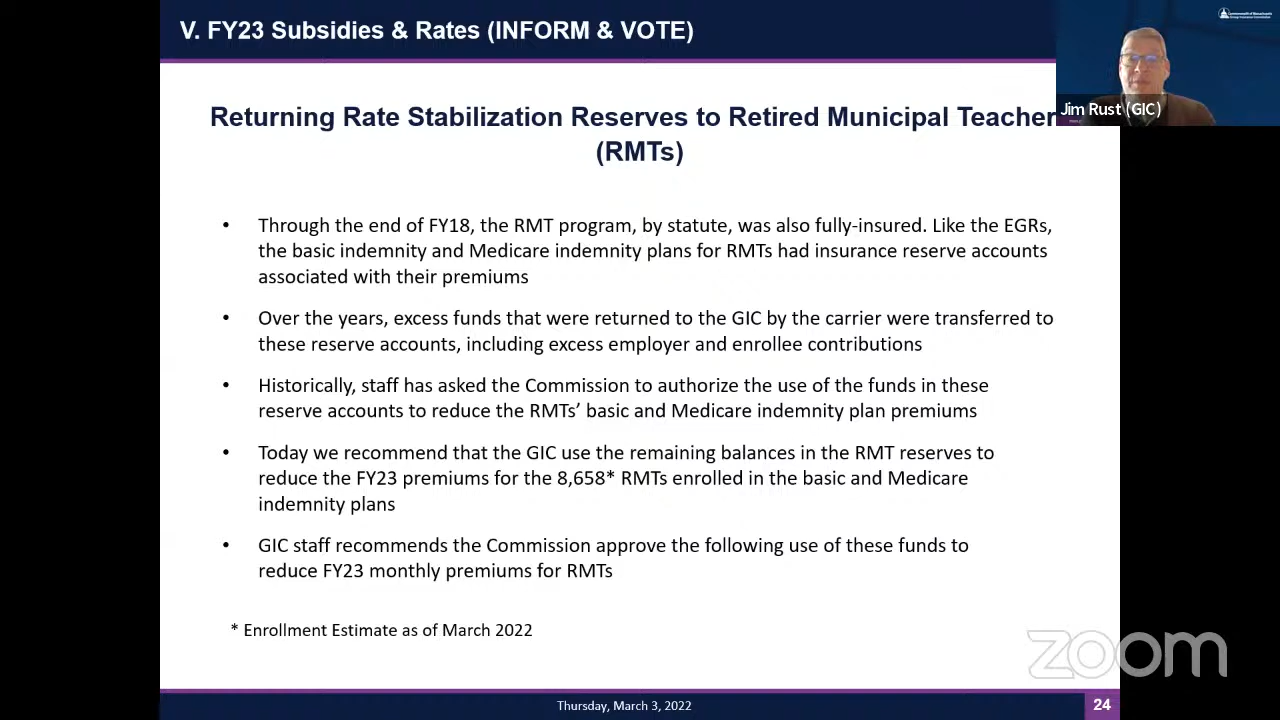 V. FY23 Subsidies & Rates (INFORM & VOTE)
Commonwealth of Massachusetts
Group Insurance Commission
Jim Rust (GIC)
Returning Rate Stabilization Reserves to Retired Municipal Teacher
(RMTs)
• Through the end of FY18, the RMT program, by statute, was also fully-insured. Like the EGRs,
the basic indemnity and Medicare indemnity plans for RMTs had insurance reserve accounts
associated with their premiums
• Over the years, excess funds that were returned to the GIC by the carrier were transferred to
these reserve accounts, including excess employer and enrollee contributions
• Historically, staff has asked the Commission to authorize the use of the funds in these
reserve accounts to reduce the RMTs’ basic and Medicare indemnity plan premiums
• Today we recommend that the GIC use the remaining balances in the RMT reserves to
reduce the FY23 premiums for the 8,658* RMTs enrolled in the basic and Medicare
indemnity plans
• GIC staff recommends the Commission approve the following use of these funds to
reduce FY23 monthly premiums for RMTs
* Enrollment Estimate as of March 2022
zoom
Thursday, March 3, 2022
24